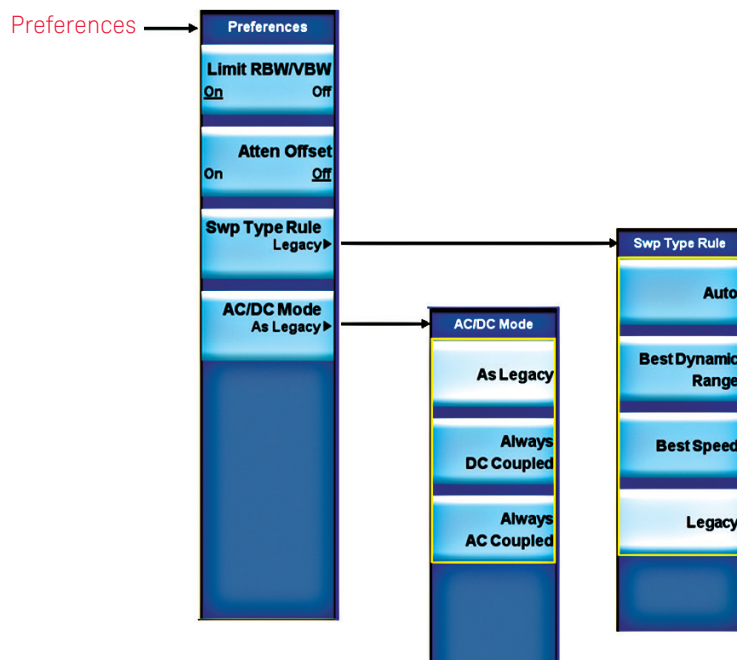 Preferences
Preferences
Limit RBW/VBW
On Off
Atten Offset
On Off
Swp Type Rule
Legacy
AC/DC Mode
As Legacy
AC/DC Mode
As Legacy
Always
DC Coupled
Always
AC Coupled
Swp Type Rule
Auto
Best Dynamic
Range
Best Speed
Legacy